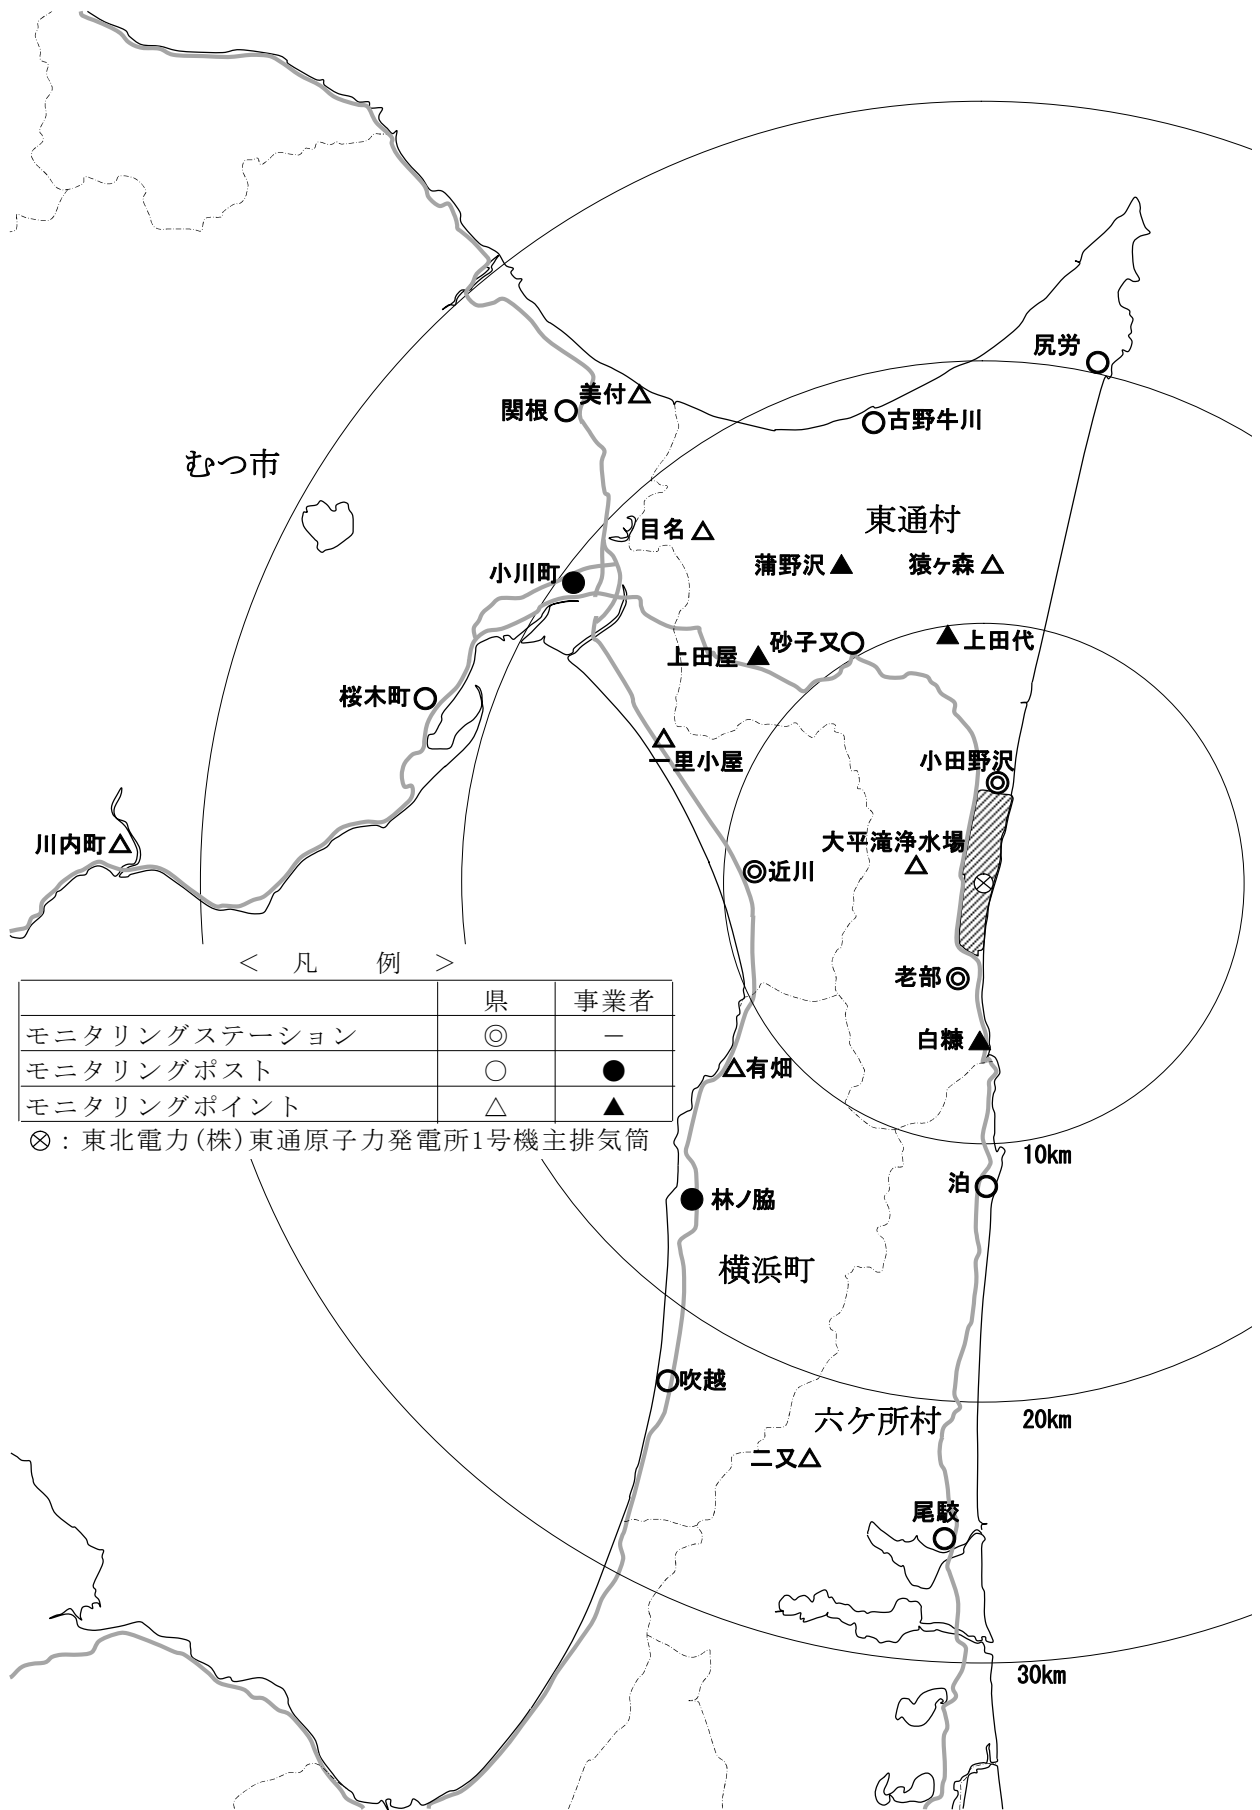 尻労
美付△
関根
古野牛川
むつ市
東通村
目名
蒲野沢
猿ヶ森
小川町
砂子又
上田代
上田屋
桜木町
一里小屋
小田野沢
川内町
大平滝浄水場
近川
＜ 凡 例 ＞
老部
県 事業者
モニタリングステーション ◎ －
白糠
モニタリングポスト ○ ●
有畑
モニタリングポイント △ ▲
⊗：東北電力(株)東通原子力発電所1号機主排気筒
10km
泊
林ノ脇
横浜町
吹越
20km
六ケ所村
二又
尾駮
30km